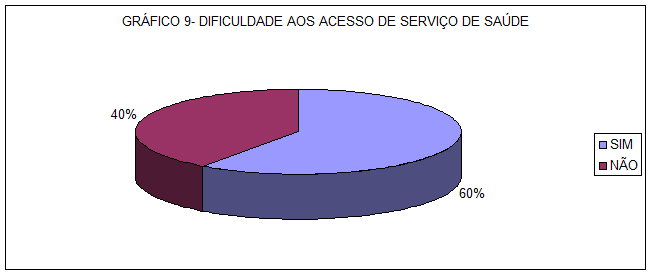 GRÁFICO 9- DIFICULDADE AOS ACESSO DE SERVIÇO DE SAÚDE
40%
60%
SIM
NÃO